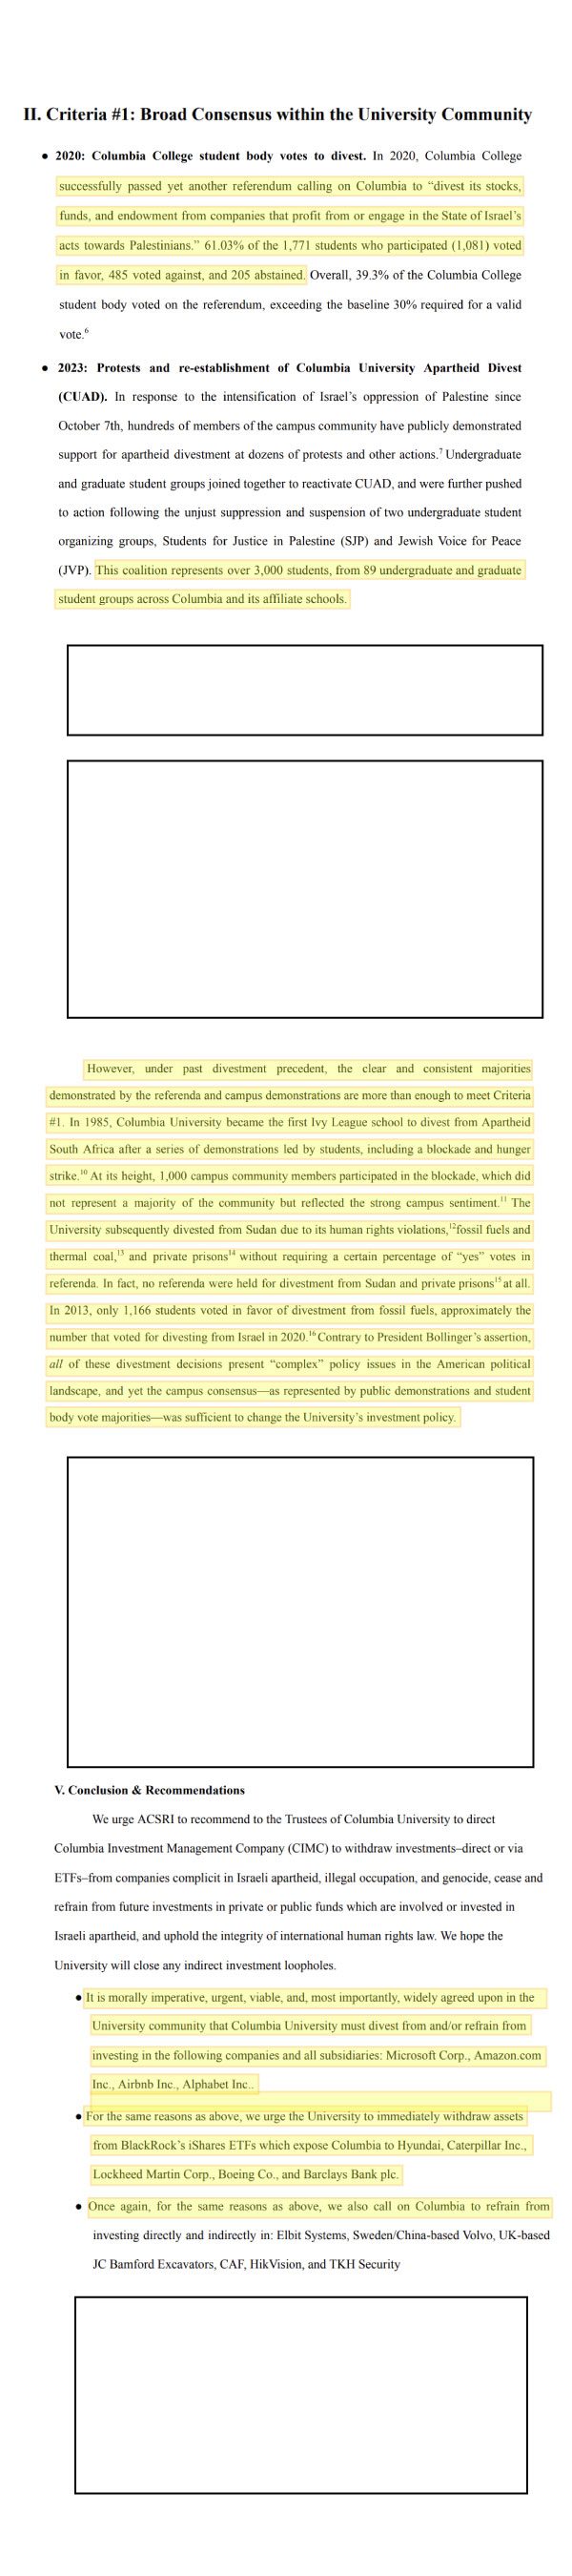 II. Criteria #1: Broad Consensus within the University Community
● 2020: Columbia College student body votes to divest. In 2020, Columbia College
successfully passed yet another referendum calling on Columbia to “divest its stocks,
funds, and endowment from companies that profit from or engage in the State of Israel’s
acts towards Palestinians.” 61.03% of the 1,771 students who participated (1,081) voted
in favor, 485 voted against, and 205 abstained. Overall, 39.3% of the Columbia College
student body voted on the referendum, exceeding the baseline 30% required for a valid
vote.6
● 2023: Protests and re-establishment of Columbia University Apartheid Divest
(CUAD). In response to the intensification of Israel’s oppression of Palestine since
October 7th, hundreds of members of the campus community have publicly demonstrated
support for apartheid divestment at dozens of protests and other actions.7 Undergraduate
and graduate student groups joined together to reactivate CUAD, and were further pushed
to action following the unjust suppression and suspension of two undergraduate student
organizing groups, Students for Justice in Palestine (SJP) and Jewish Voice for Peace
(JVP). This coalition represents over 3,000 students, from 89 undergraduate and graduate
student groups across Columbia and its affiliate schools.
However, under past divestment precedent, the clear and consistent majorities
demonstrated by the referenda and campus demonstrations are more than enough to meet Criteria
#1. In 1985, Columbia University became the first Ivy League school to divest from Apartheid
South Africa after a series of demonstrations led by students, including a blockade and hunger
strike.10 At its height, 1,000 campus community members participated in the blockade, which did
not represent a majority of the community but reflected the strong campus sentiment.11 The
University subsequently divested from Sudan due to its human rights violations,12fossil fuels and
thermal coal,13 and private prisons14 without requiring a certain percentage of “yes” votes in
referenda. In fact, no referenda were held for divestment from Sudan and private prisons15 at all.
In 2013, only 1,166 students voted in favor of divestment from fossil fuels, approximately the
number that voted for divesting from Israel in 2020.16 Contrary to President Bollinger’s assertion,
all of these divestment decisions present “complex” policy issues in the American political
landscape, and yet the campus consensus—as represented by public demonstrations and student
body vote majorities—was sufficient to change the University’s investment policy.
V. Conclusion & Recommendations
We urge ACSRI to recommend to the Trustees of Columbia University to direct
Columbia Investment Management Company (CIMC) to withdraw investments–direct or via
ETFs–from companies complicit in Israeli apartheid, illegal occupation, and genocide, cease and
refrain from future investments in private or public funds which are involved or invested in
Israeli apartheid, and uphold the integrity of international human rights law. We hope the
University will close any indirect investment loopholes.
● It is morally imperative, urgent, viable, and, most importantly, widely agreed upon in the
University community that Columbia University must divest from and/or refrain from
investing in the following companies and all subsidiaries: Microsoft Corp., Amazon.com
Inc., Airbnb Inc., Alphabet Inc..
● For the same reasons as above, we urge the University to immediately withdraw assets
from BlackRock’s iShares ETFs which expose Columbia to Hyundai, Caterpillar Inc.,
Lockheed Martin Corp., Boeing Co., and Barclays Bank plc.
● Once again, for the same reasons as above, we also call on Columbia to refrain from
investing directly and indirectly in: Elbit Systems, Sweden/China-based Volvo, UK-based
JC Bamford Excavators, CAF, HikVision, and TKH Security